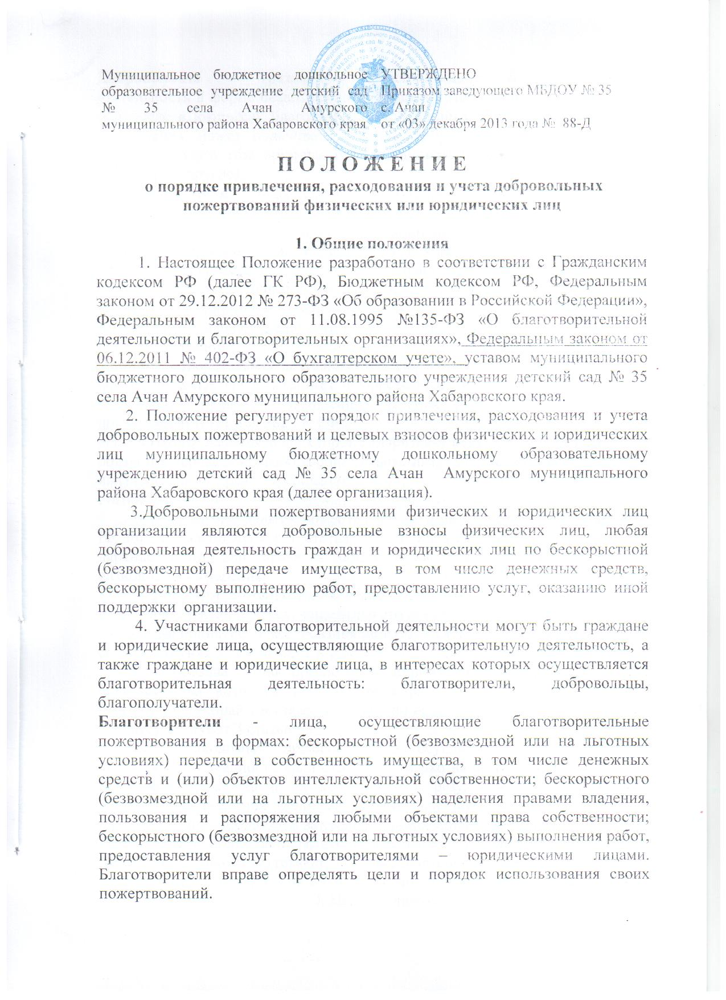 Муниципальное бюджетное дошкольное
образовательное учреждение детский сад
№ 35 села Ачан Амурского
муниципального района Хабаровского края
УТВЕРЖДЕНО
Приказом заведующего МБДОУ № 35
с. Ачан
от «03» декабря 2013 года № 88-Д
П О Л О Ж Е Н И Е
о порядке привлечения, расходования и учета добровольных
пожертвований физических или юридических лиц
1. Общие положения
1. Настоящее Положение разработано в соответствии с Гражданским
кодексом РФ (далее ГК РФ), Бюджетным кодексом РФ, Федеральным
законом от 29.12.2012 № 273-ФЗ «Об образовании в Российской Федерации»,
Федеральным законом от 11.08.1995 №135-ФЗ «О благотворительной
деятельности и благотворительных организациях», Федеральным законом от
06.12.2011 № 402-ФЗ «О бухгалтерском учете», уставом муниципального
бюджетного дошкольного образовательного учреждения детский сад № 35
села Ачан Амурского муниципального района Хабаровского края.
2. Положение регулирует порядок привлечения, расходования и учета
добровольных пожертвований и целевых взносов физических и юридических
лиц муниципальному бюджетному дошкольному образовательному
учреждению детский сад № 35 села Ачан Амурского муниципального
района Хабаровского края (далее организация).
3.Добровольными пожертвованиями физических и юридических лиц
организации являются добровольные взносы физических лиц, любая
добровольная деятельность граждан и юридических лиц по бескорыстной
(безвозмездной) передаче имущества, в том числе денежных средств,
бескорыстному выполнению работ, предоставлению услуг, оказанию иной
поддержки организации.
4. Участниками благотворительной деятельности могут быть граждане
и юридические лица, осуществляющие благотворительную деятельность, а
также граждане и юридические лица, в интересах которых осуществляется
благотворительная деятельность: благотворители, добровольцы,
благополучатели.
Благотворители - лица, осуществляющие благотворительные
пожертвования в формах: бескорыстной (безвозмездной или на льготных
условиях) передачи в собственность имущества, в том числе денежных
средств и (или) объектов интеллектуальной собственности; бескорыстного
(безвозмездной или на льготных условиях) наделения правами владения,
пользования и распоряжения любыми объектами права собственности;
бескорыстного (безвозмездной или на льготных условиях) выполнения работ,
предоставления услуг благотворителями – юридическими лицами.
Благотворители вправе определять цели и порядок использования своих
пожертвований.